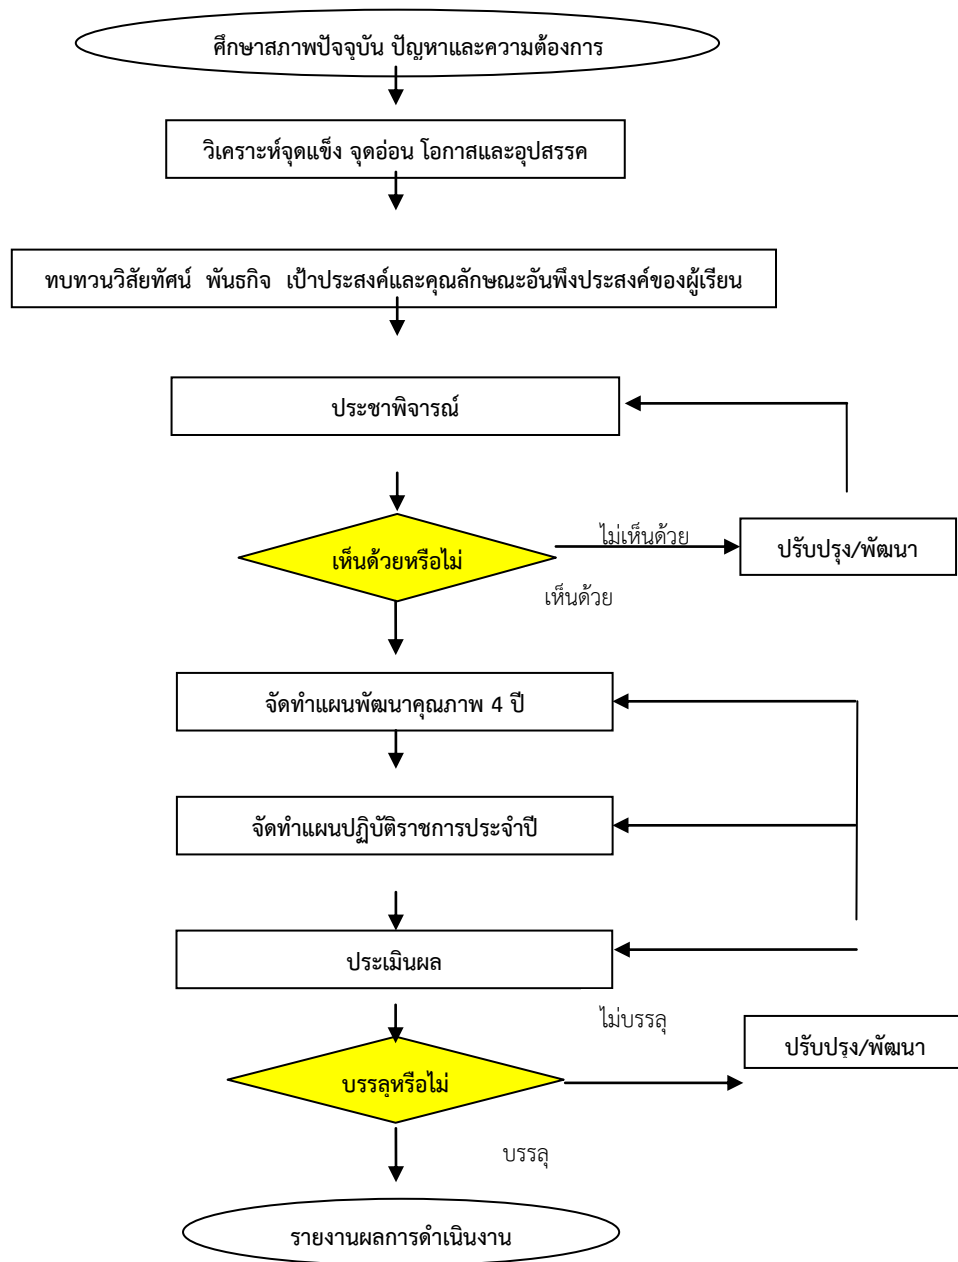 ศึกษาสภาพปัจจุบัน ปัญหาและความต้องการ
วิเคราะห์จุดแข็ง จุดอ่อน โอกาสและอุปสรรค
ทบทวนวิสัยทัศน์ พันธกิจ เป้าประสงค์และคุณลักษณะอันพึงประสงค์ของผู้เรียน
ประชาพิจารณ์
ไม่เห็นด้วย
เห็นด้วยหรือไม่
ปรับปรุง/พัฒนา
เห็นด้วย
จัดทำแผนพัฒนาคุณภาพ 4 ปี
จัดทำแผนปฏิบัติราชการประจำปี
ประเมินผล
ไม่บรรลุ
ปรับปรุง/พัฒนา
บรรลุหรือไม่
บรรลุ
รายงานผลการดำเนินงาน